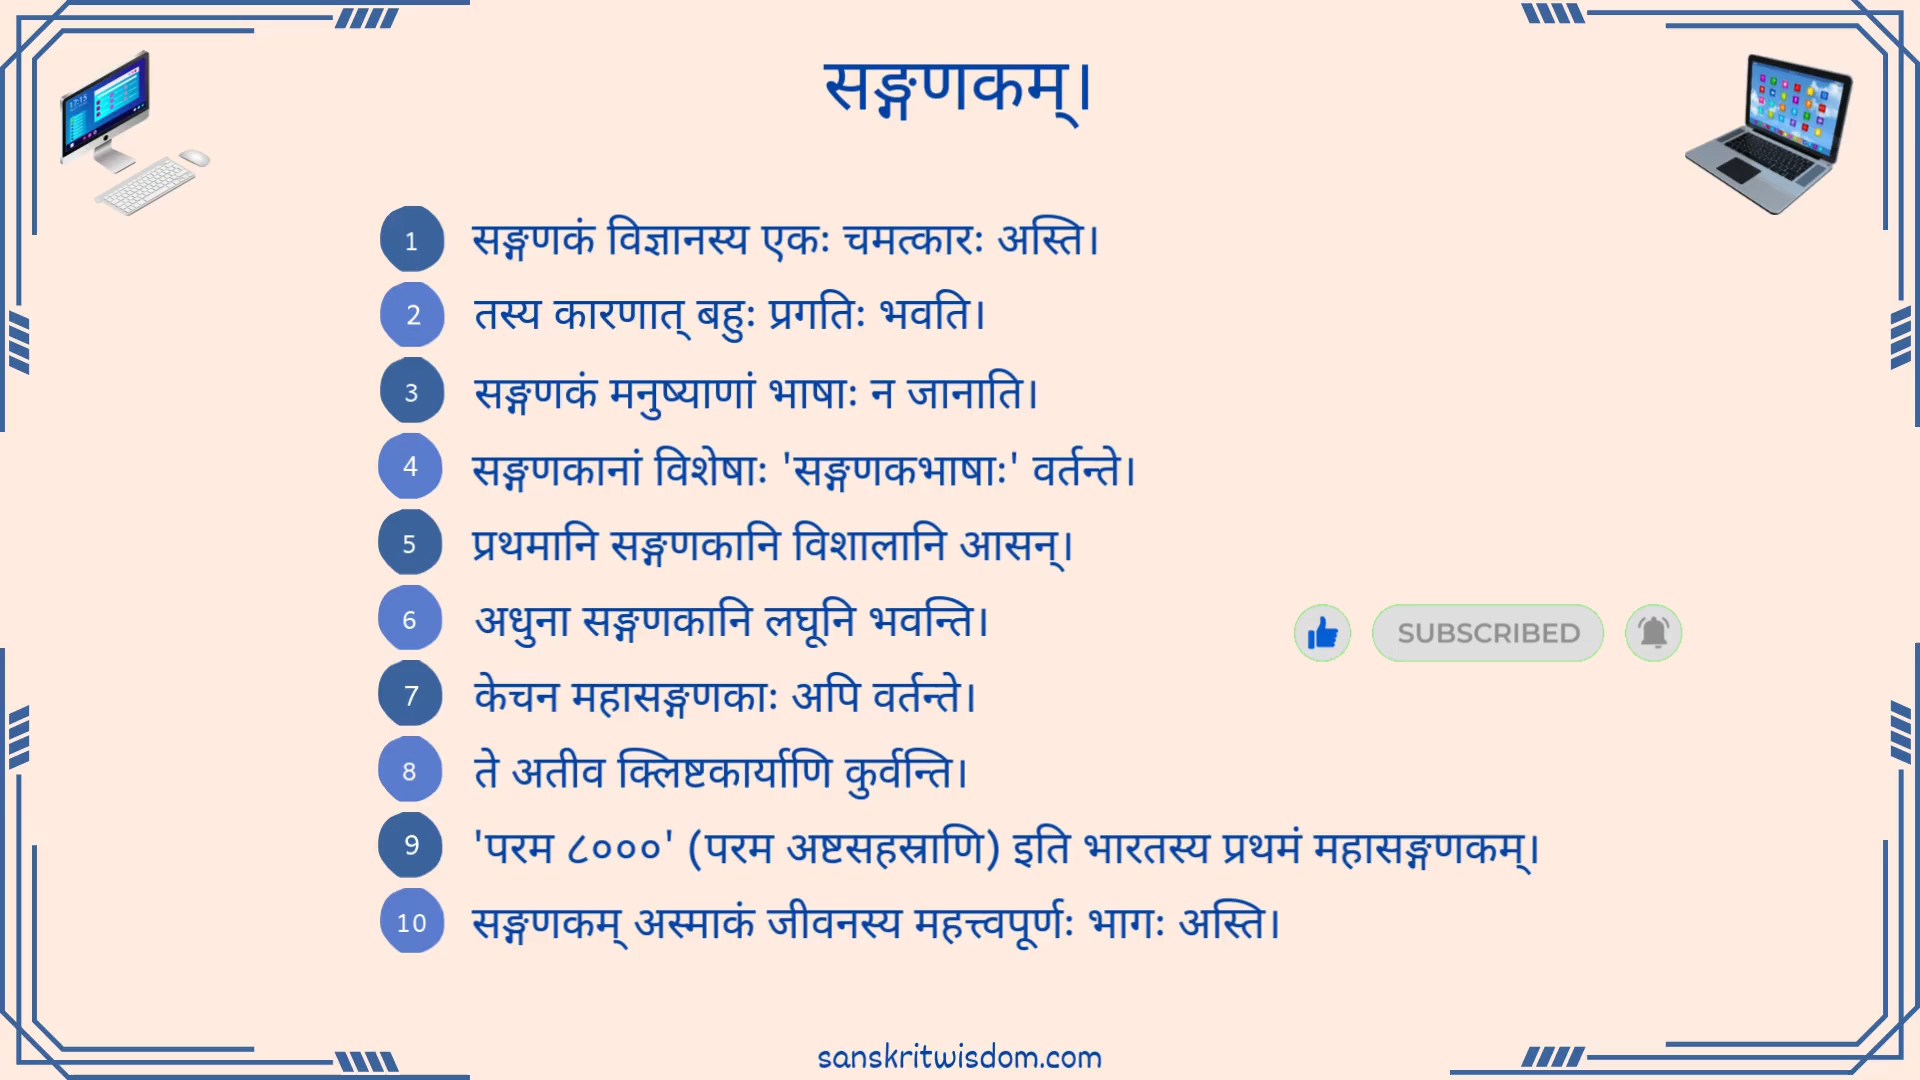 सङ्गणकम्।
1 सङ्गणकं विज्ञानस्य एकः चमत्कारः अस्ति।
2 तस्य कारणात् बहुः प्रगतिः भवति।
3 सङ्गणकं मनुष्याणां भाषाः न जानाति।
4 सङ्गणकानां विशेषाः 'सङ्गणकभाषाः' वर्तन्ते।
5 प्रथमानि सङ्गणकानि विशालानि आसन्।
6 अधुना सङ्गणकानि लघूनि भवन्ति।
SUBSCRIBED
7 केचन महासङ्गणकाः अपि वर्तन्ते।
8 ते अतीव क्लिष्टकार्याणि कुर्वन्ति।
9 'परम ८०००' (परम अष्टसहस्राणि) इति भारतस्य प्रथमं महासङ्गणकम्।
10 सङ्गणकम् अस्माकं जीवनस्य महत्त्वपूर्णः भागः अस्ति।
sanskritwisdom.com